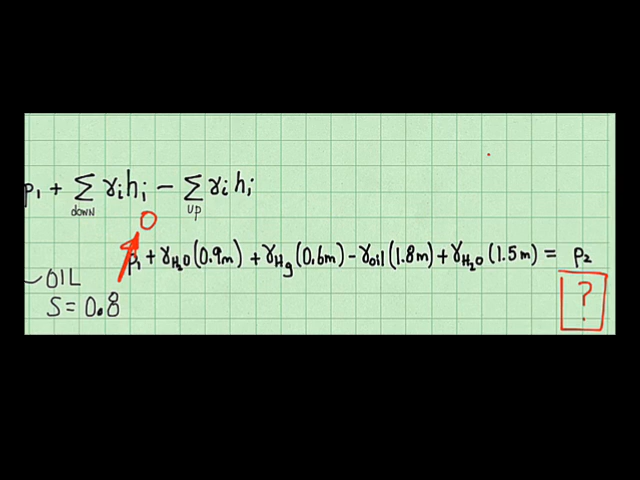 p₁ + Σ γᵢhᵢ − Σ γᵢ hᵢ
down up
0
p₁ + γH₂O (0.9m) + γHg (0.6m) − γoil (1.8m) + γH₂O (1.5m) = p₂
OIL
S = 0.8
?